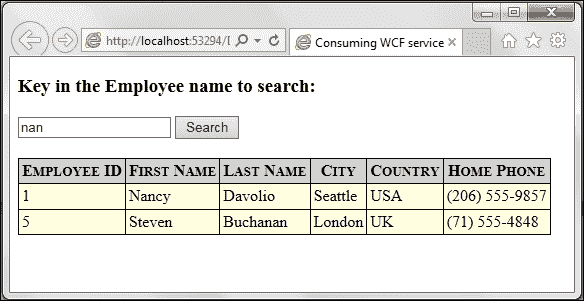 http://localhost:53294/I
Consuming WCF service
Key in the Employee name to search:
nan Search
EMPLOYEE ID FIRST NAME LAST NAME CITY COUNTRY HOME PHONE
1 Nancy Davolio Seattle USA (206) 555-9857
5 Steven Buchanan London UK (71) 555-4848